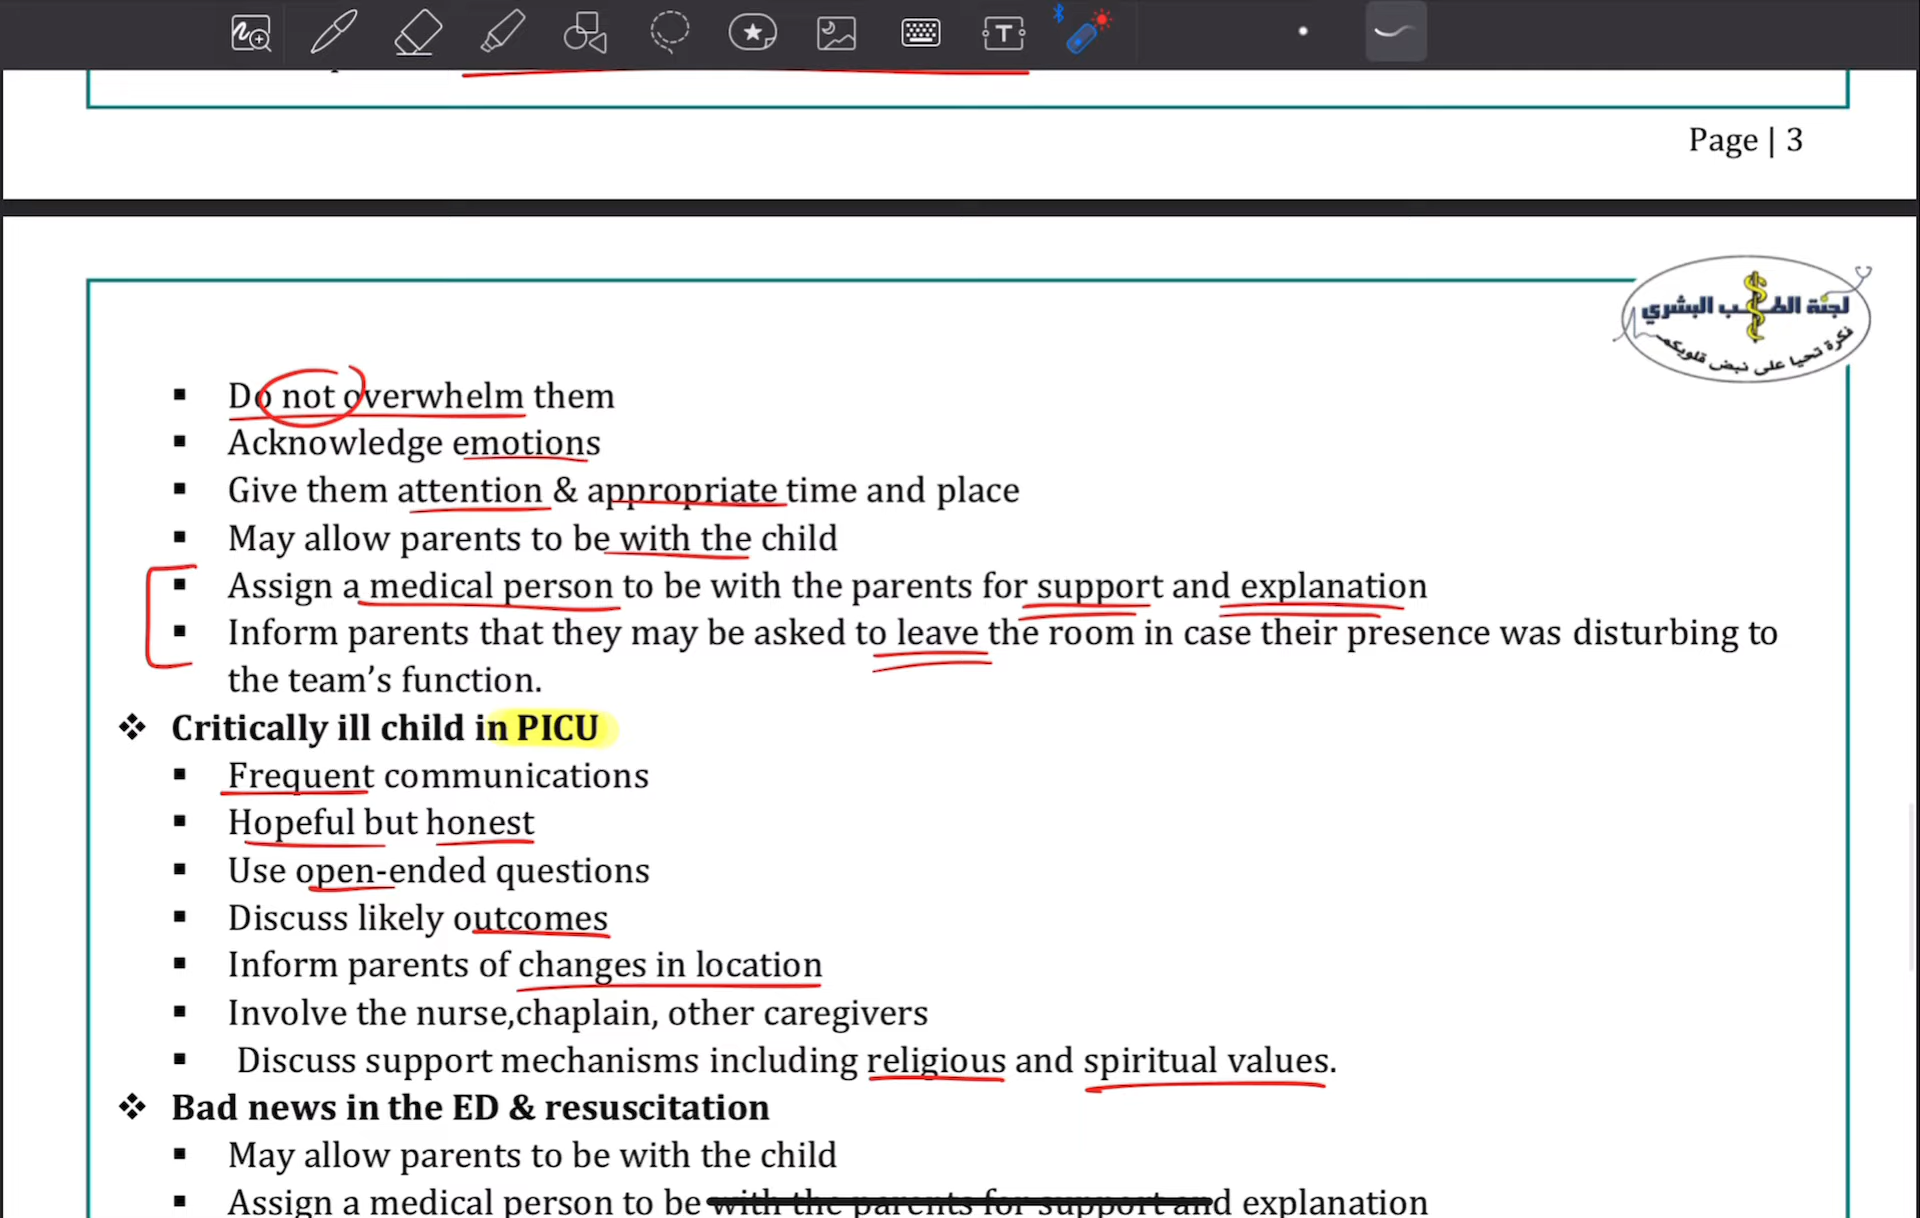 Page | 3
لجنة الطب البشري
فكرة تحيا على نبض قلوبكم
▪ Do not overwhelm them
▪ Acknowledge emotions
▪ Give them attention & appropriate time and place
▪ May allow parents to be with the child
▪ Assign a medical person to be with the parents for support and explanation
▪ Inform parents that they may be asked to leave the room in case their presence was disturbing to
the team’s function.
❖ Critically ill child in PICU
▪ Frequent communications
▪ Hopeful but honest
▪ Use open-ended questions
▪ Discuss likely outcomes
▪ Inform parents of changes in location
▪ Involve the nurse,chaplain, other caregivers
▪ Discuss support mechanisms including religious and spiritual values.
❖ Bad news in the ED & resuscitation
▪ May allow parents to be with the child
▪ Assign a medical person to be with the parents for support and explanation